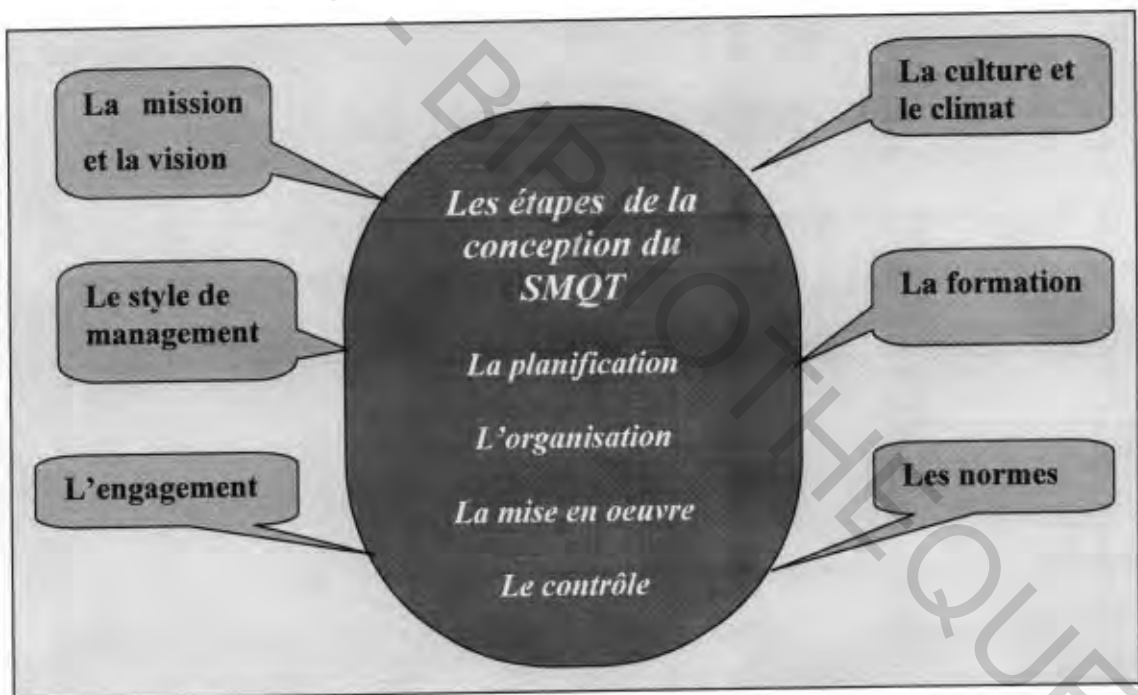 La mission
et la vision
La culture et
le climat
Les étapes de la
conception du
SMQT
Le style de
management
La formation
La planification
L'organisation
L'engagement
Les normes
La mise en oeuvre
Le contrôle
- BIBLIOTHEQUE